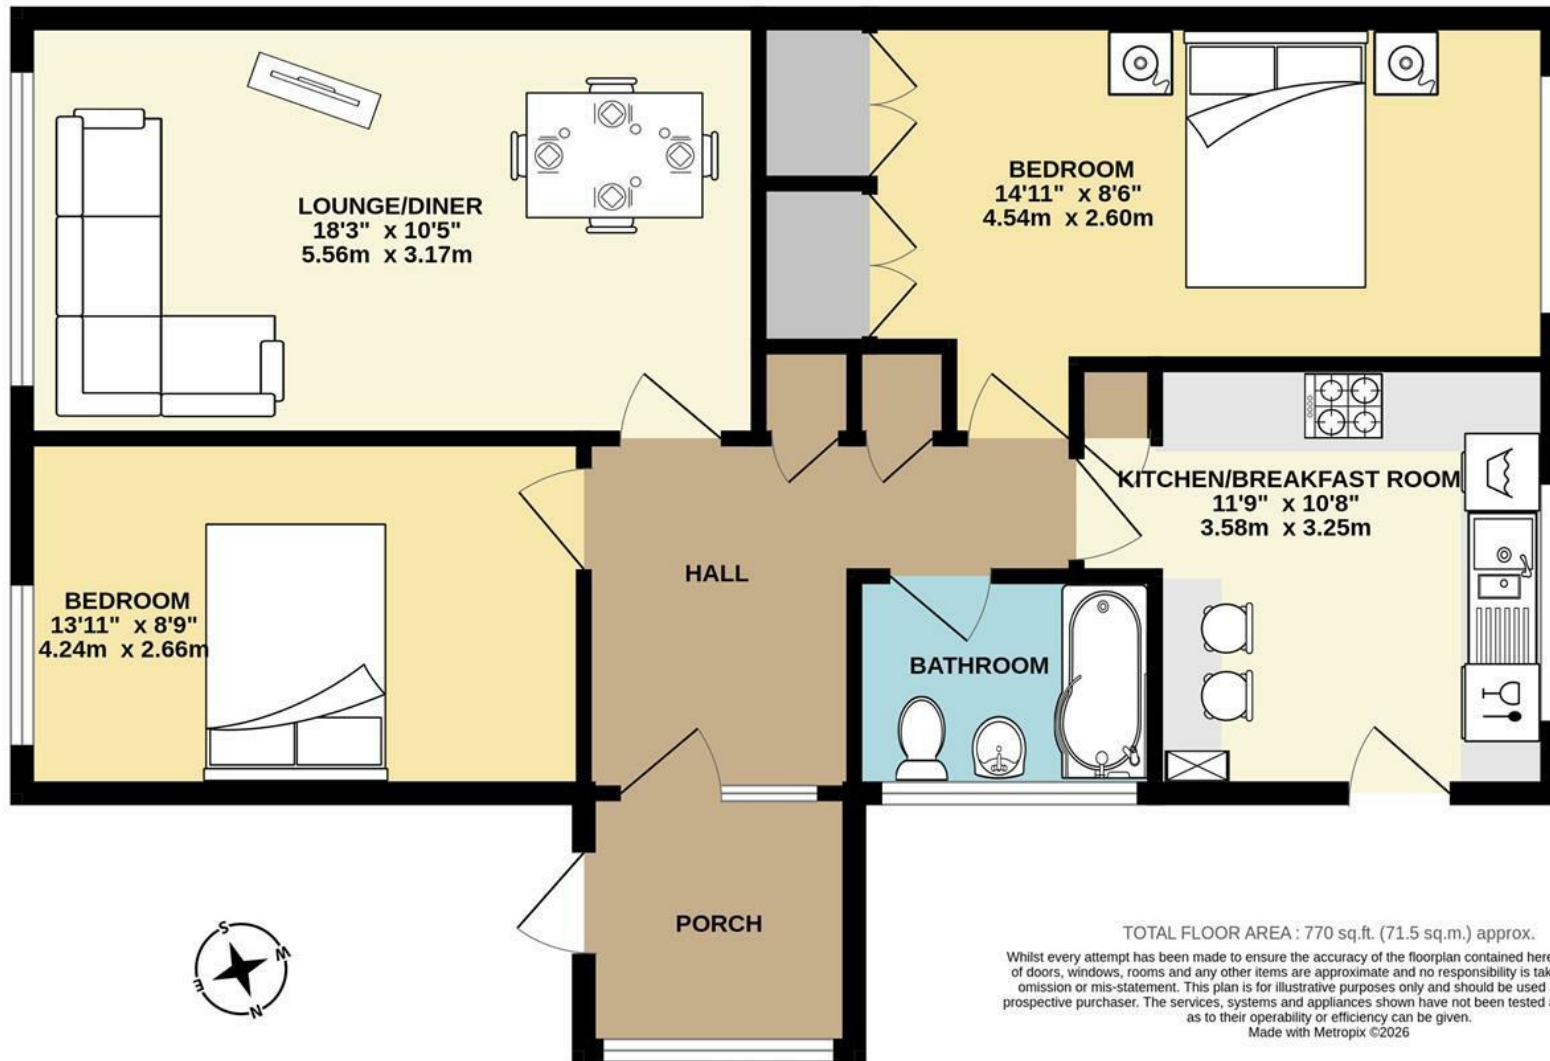 LOUNGE/DINER
18'3" x 10'5"
5.56m x 3.17m
BEDROOM
14'11" x 8'6"
4.54m x 2.60m
KITCHEN/BREAKFAST ROOM
11'9" x 10'8"
3.58m x 3.25m
BEDROOM
13'11" x 8'9"
4.24m x 2.66m
HALL
BATHROOM
PORCH
S
W
E
N
TOTAL FLOOR AREA : 770 sq.ft. (71.5 sq.m.) approx.
Whilst every attempt has been made to ensure the accuracy of the floorplan contained here
of doors, windows, rooms and any other items are approximate and no responsibility is tak
omission or mis-statement. This plan is for illustrative purposes only and should be used
prospective purchaser. The services, systems and appliances shown have not been tested
as to their operability or efficiency can be given.
Made with Metropix ©2026